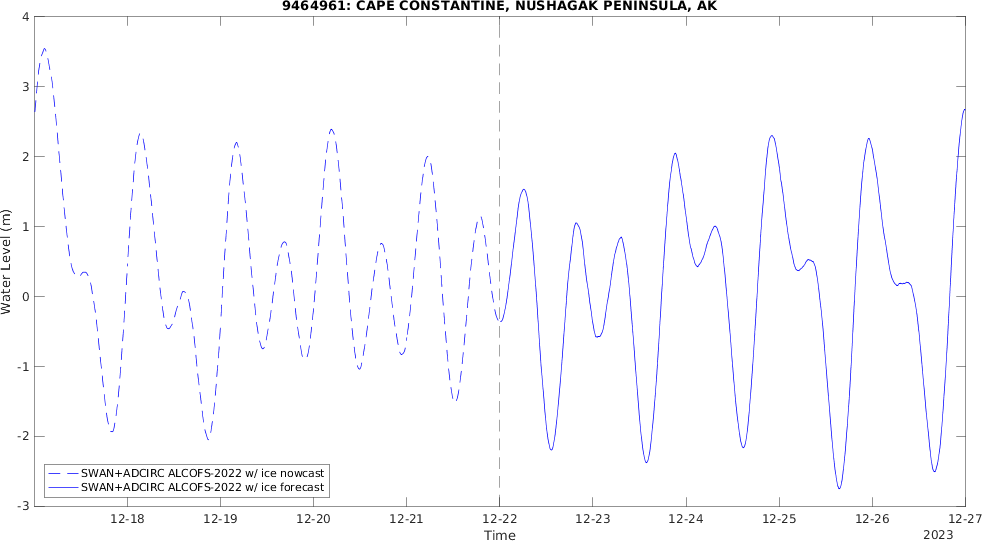 9464961: CAPE CONSTANTINE, NUSHAGAK PENINSULA, AK
4
3
2
1
0
-1
-2
-3
Water Level (m)
SWAN+ADCIRC ALCOFS-2022 w/ ice nowcast
SWAN+ADCIRC ALCOFS-2022 w/ ice forecast
12-18 12-19 12-20 12-21 12-22 12-23 12-24 12-25 12-26 12-27
Time
2023